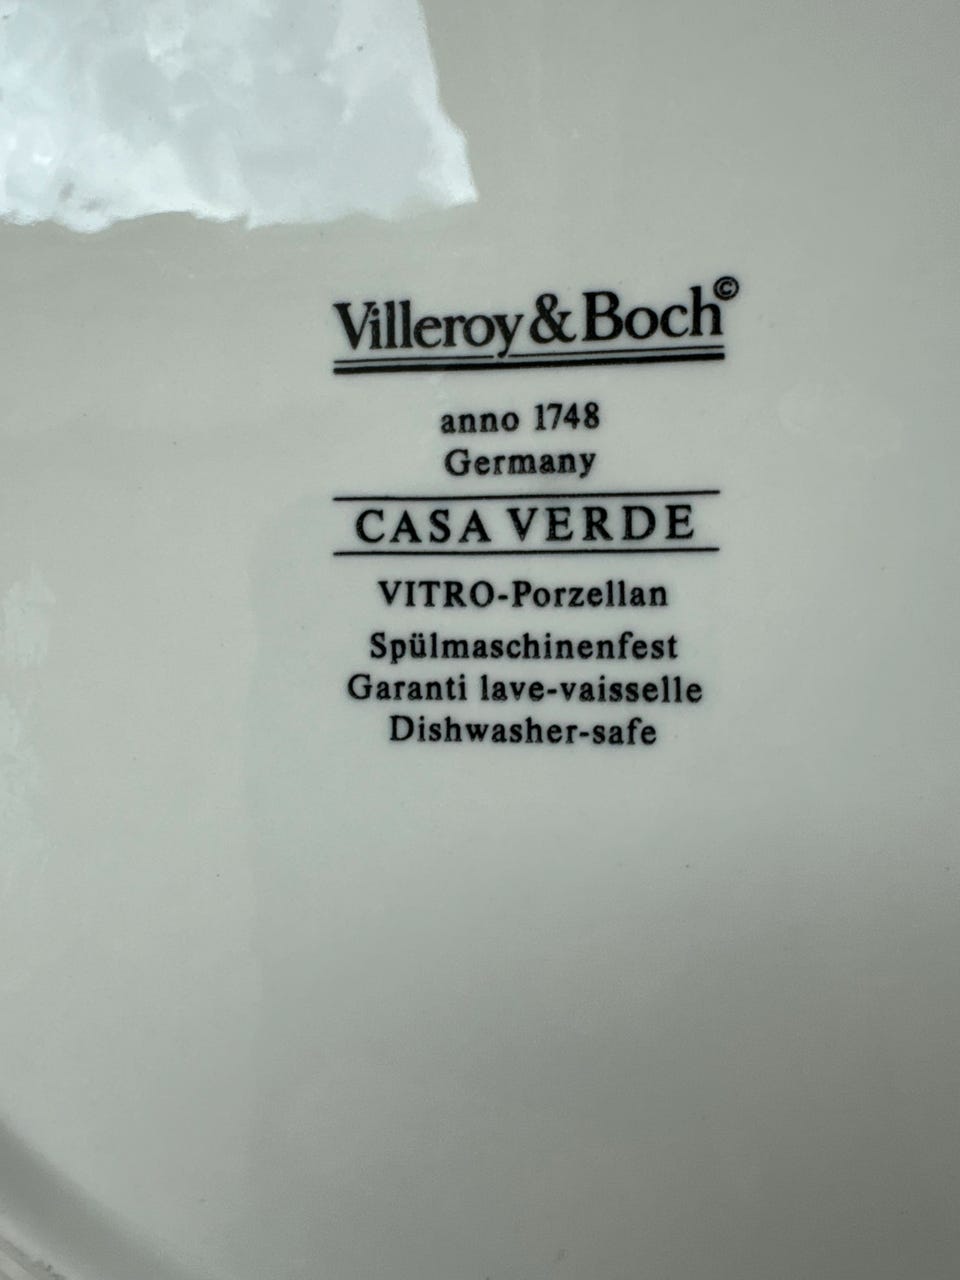 Villeroy & Boch©
anno 1748
Germany
CASA VERDE
VITRO-Porzellan
Spülmaschinenfest
Garanti lave-vaisselle
Dishwasher-safe